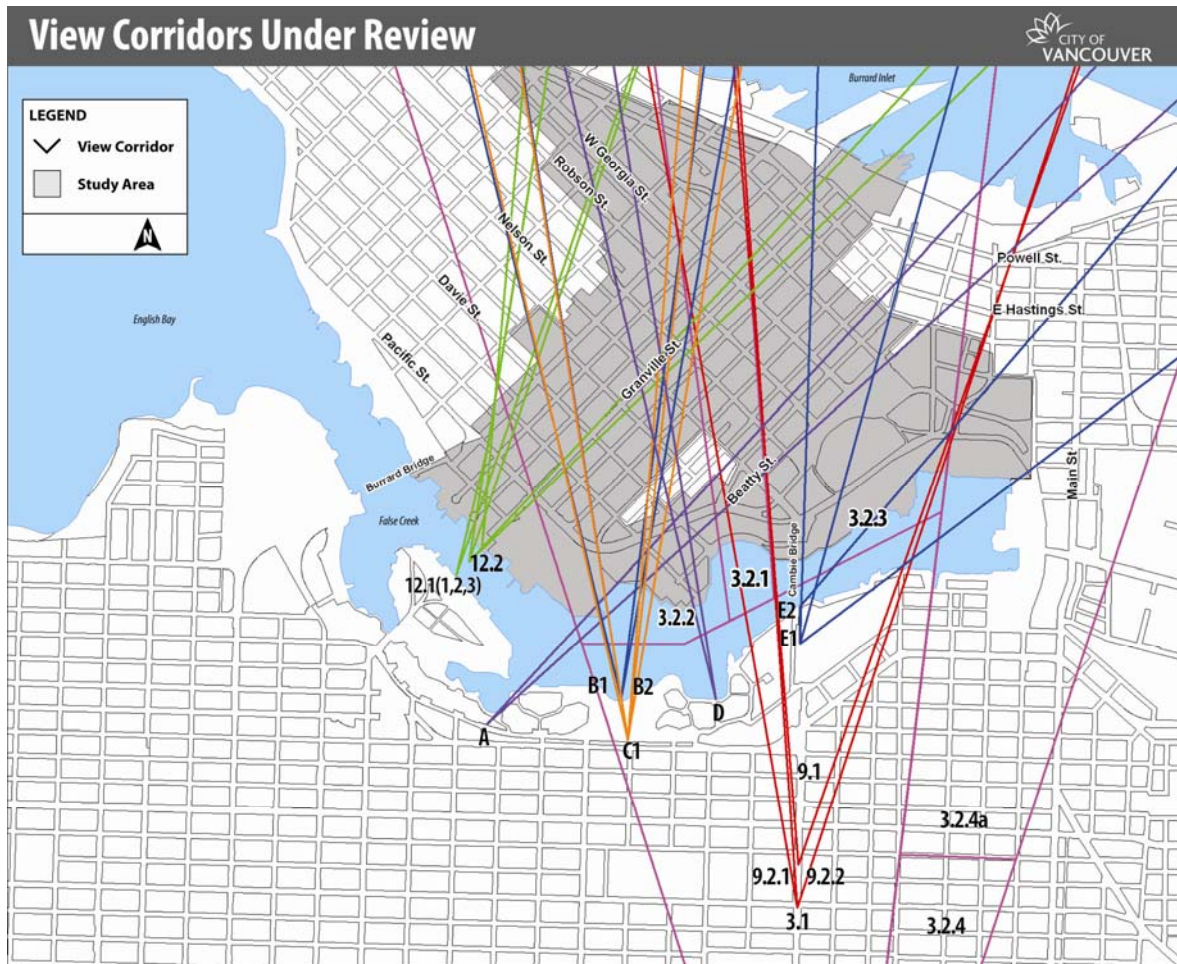 View Corridors Under Review
CITY OF
VANCOUVER
LEGEND
View Corridor
Study Area
N
Burrard Inlet
W Georgia St.
Robson St.
Nelson St.
Davie St.
Pacific St.
English Bay
Powell St.
E Hastings St.
Granville St.
Beatty St.
Main St
Burrard Bridge
False Creek
Cambie Bridge
12.2
12.1(1,2,3)
3.2.3
3.2.1
3.2.2
E2
E1
B1
B2
D
A
C1
9.1
3.2.4a
9.2.1
9.2.2
3.1
3.2.4